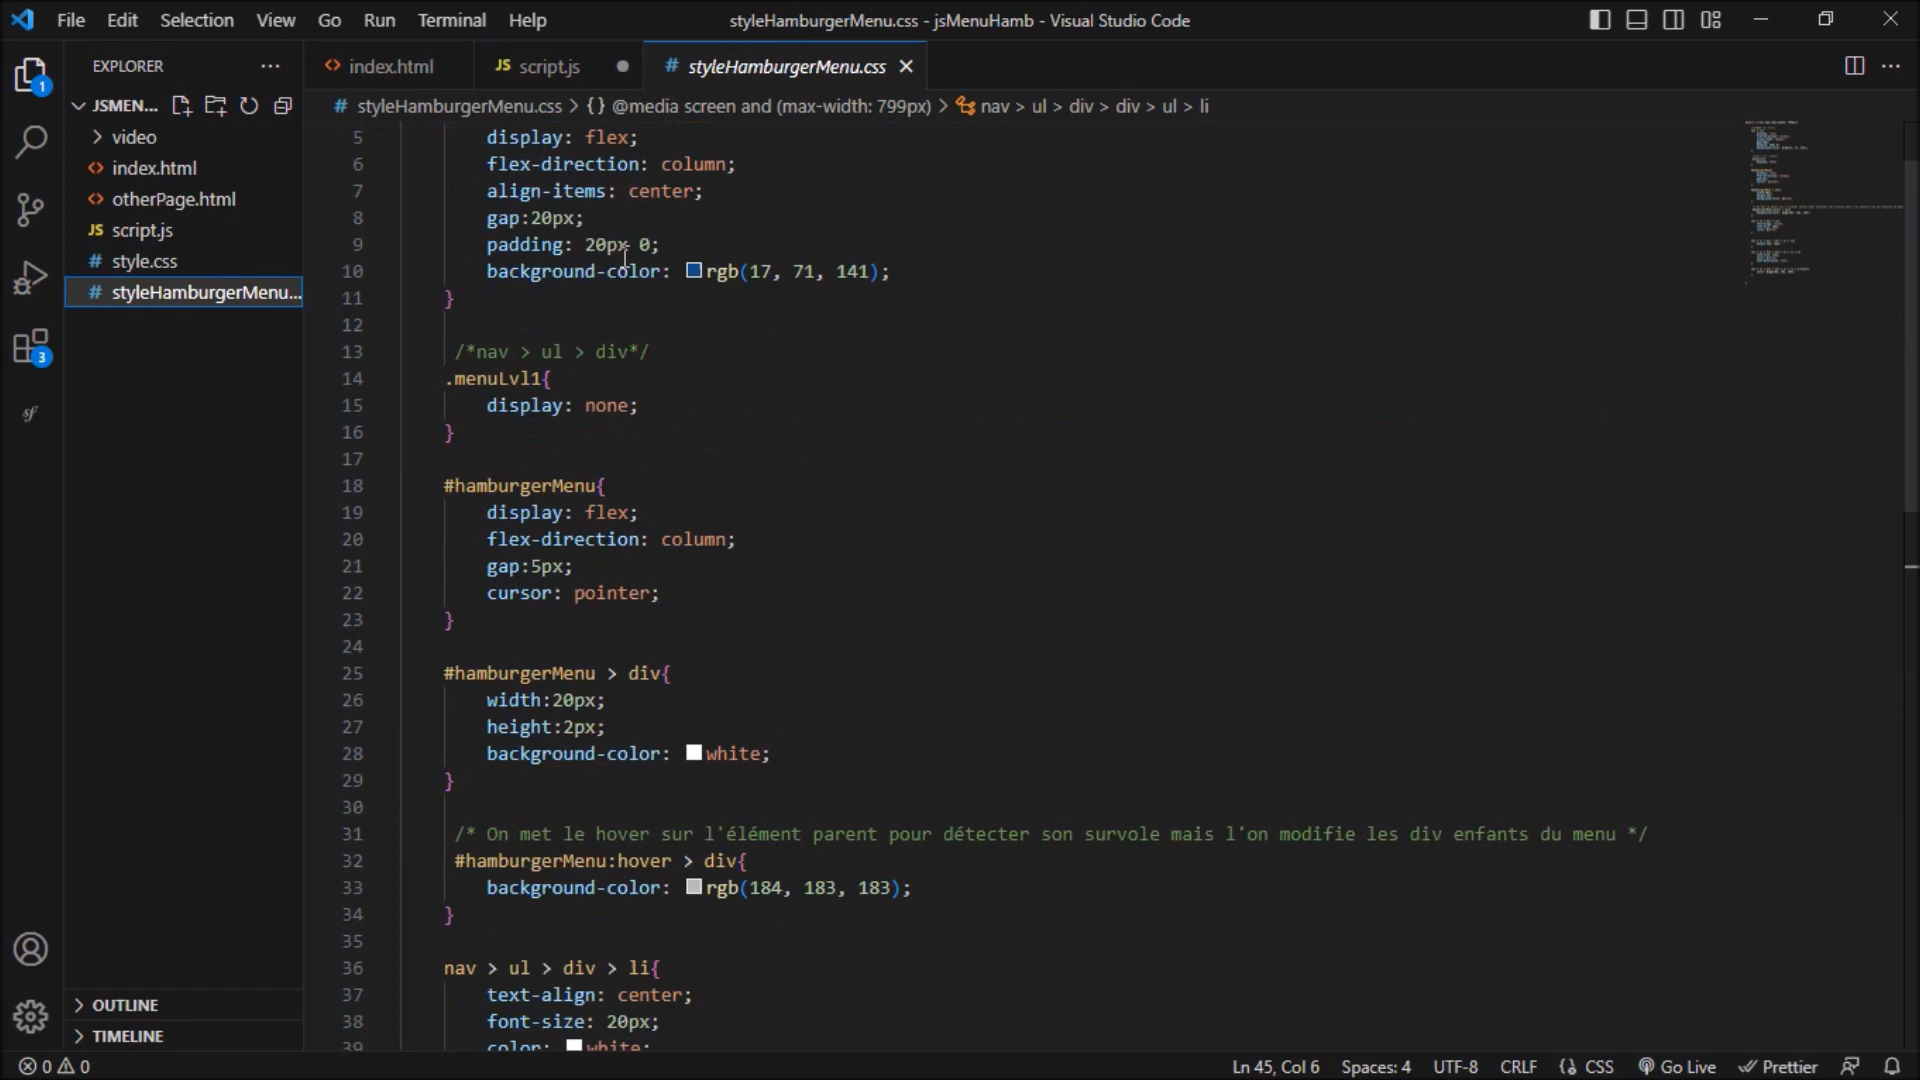 File Edit Selection View Go Run Terminal Help
styleHamburgerMenu.css - jsMenuHamb - Visual Studio Code
EXPLORER
JSMEN...
video
index.html
otherPage.html
JS script.js
# style.css
# styleHamburgerMenu...
OUTLINE
TIMELINE
1
3
sf
index.html
JS script.js
# styleHamburgerMenu.css
# styleHamburgerMenu.css > {} @media screen and (max-width: 799px) > nav > ul > div > div > ul > li
5 display: flex;
6 flex-direction: column;
7 align-items: center;
8 gap:20px;
9 padding: 20px 0;
10 background-color: rgb(17, 71, 141);
11 }
12
13 /*nav > ul > div*/
14 .menuLvl1{
15 display: none;
16 }
17
18 #hamburgerMenu{
19 display: flex;
20 flex-direction: column;
21 gap:5px;
22 cursor: pointer;
23 }
24
25 #hamburgerMenu > div{
26 width:20px;
27 height:2px;
28 background-color: white;
29 }
30
31 /* On met le hover sur l'élément parent pour détecter son survole mais l'on modifie les div enfants du menu */
32 #hamburgerMenu:hover > div{
33 background-color: rgb(184, 183, 183);
34 }
35
36 nav > ul > div > li{
37 text-align: center;
38 font-size: 20px;
39 color: white;
0 0
Ln 45, Col 6 Spaces: 4 UTF-8 CRLF CSS Go Live Prettier